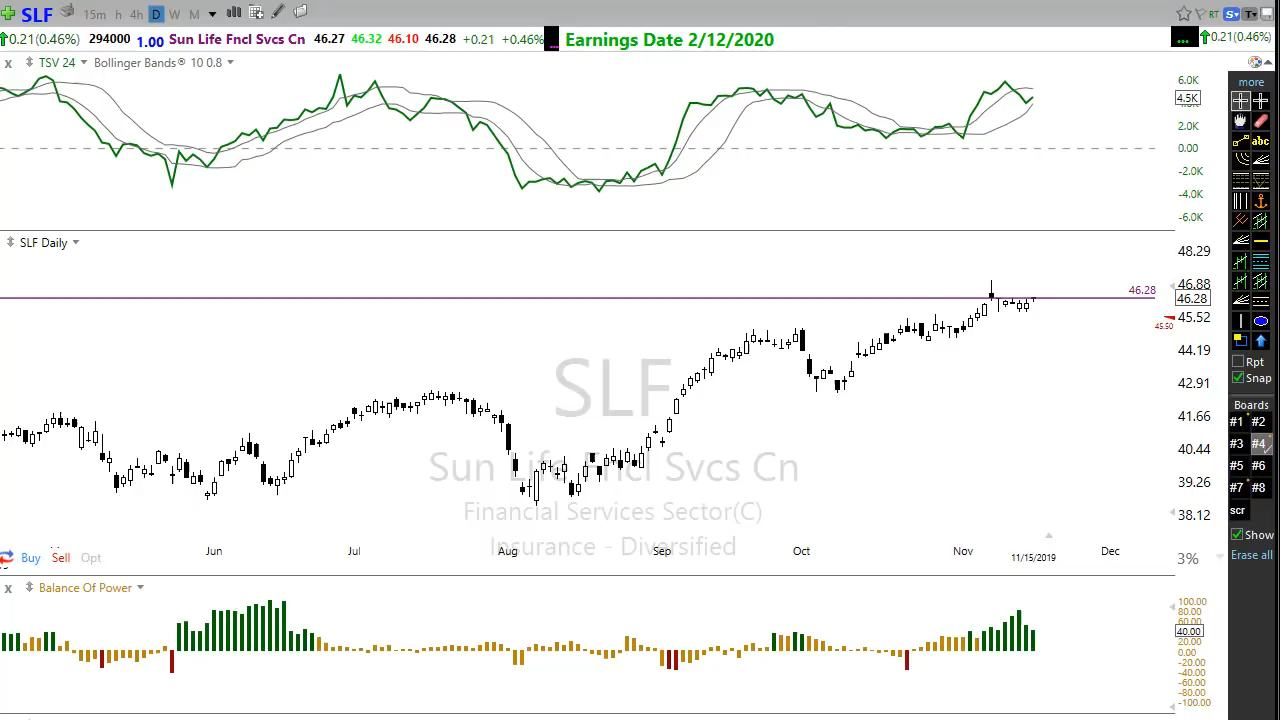 SLF 15m h 4h D W M RT S T
0.21(0.46%) 294000 1.00 Sun Life Fncl Svcs Cn 46.27 46.32 46.10 46.28 +0.21 +0.46% ... Earnings Date 2/12/2020 ... 0.21(0.46%)
x TSV 24 Bollinger Bands® 10 0.8
more
6.0K
4.5K
2.0K
0.00
-2.0K
-4.0K
-6.0K
abc
SLF Daily
48.29
46.88
46.28
46.28
45.52
45.50
44.19
42.91
41.66
40.44
39.26
38.12
SLF
Sun Life Fncl Svcs Cn
Financial Services Sector(C)
Insurance - Diversified
Rpt
Snap
Boards
#1 #2
#3 #4
#5 #6
#7 #8
scr
Show
Erase all
Jun Jul Aug Sep Oct Nov Dec
11/15/2019
Buy Sell Opt
3%
x Balance Of Power
100.00
80.00
60.00
40.00
20.00
0.00
-20.00
-40.00
-60.00
-80.00
-100.00